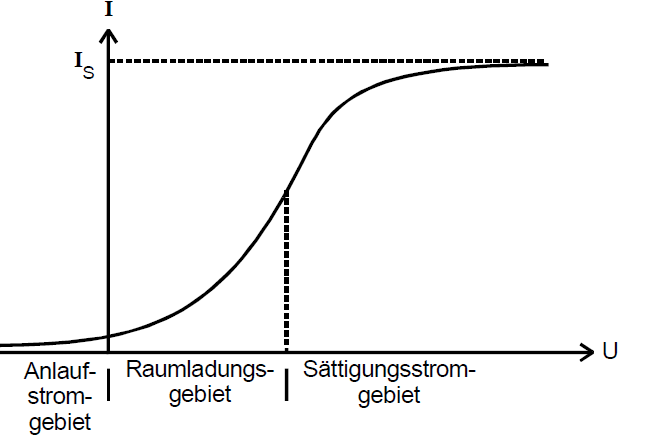 I
I_S
U
Anlauf-
strom-
gebiet
Raumladungs-
gebiet
Sättigungsstrom-
gebiet